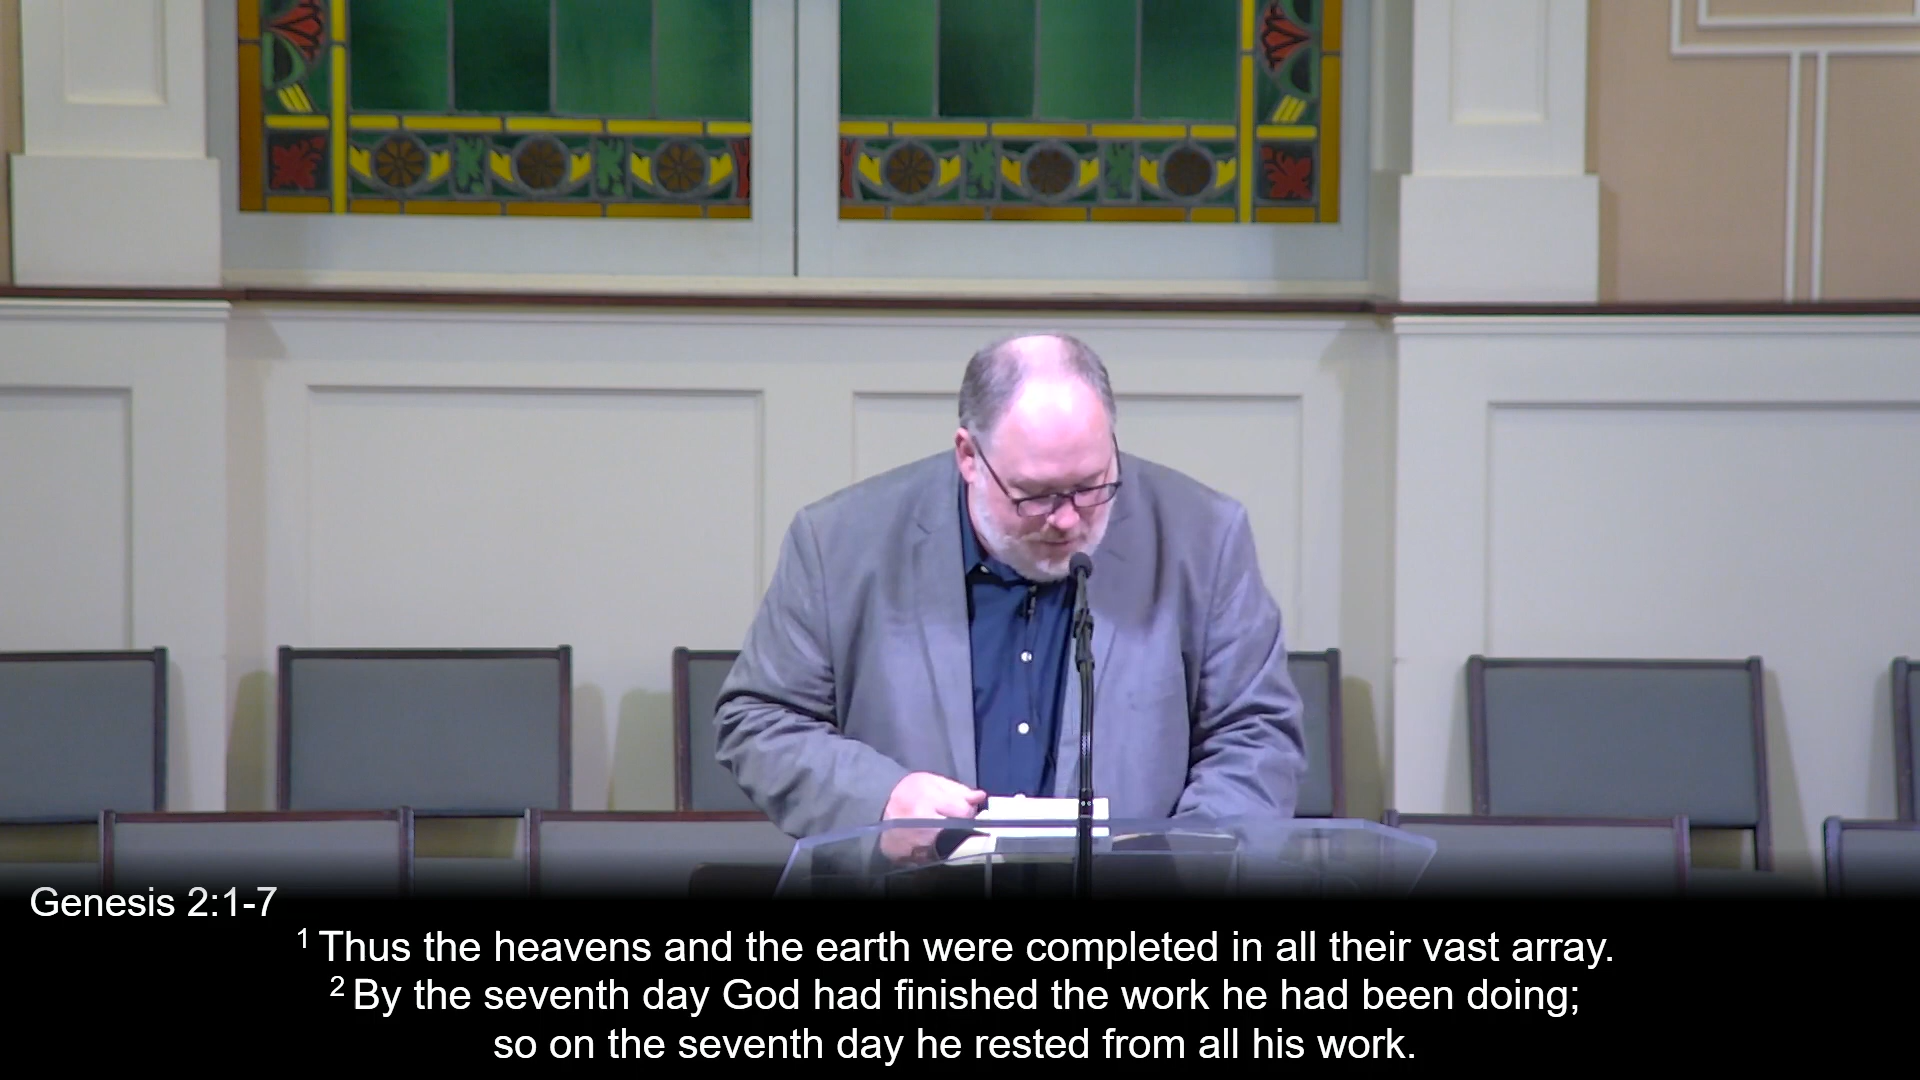 Genesis 2:1-7
1 Thus the heavens and the earth were completed in all their vast array.
2 By the seventh day God had finished the work he had been doing;
so on the seventh day he rested from all his work.